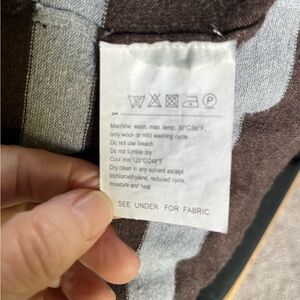 P
Machine wash, max. temp. 30°C/86°F
only wool- or mild washing cycle
Do not use bleach
Do not tumble dry
Cool iron 120°C/248°F
Dry clean in any solvent except
trichloroethylene, reduced cycle,
moisture and heat
SEE UNDER FOR FABRIC